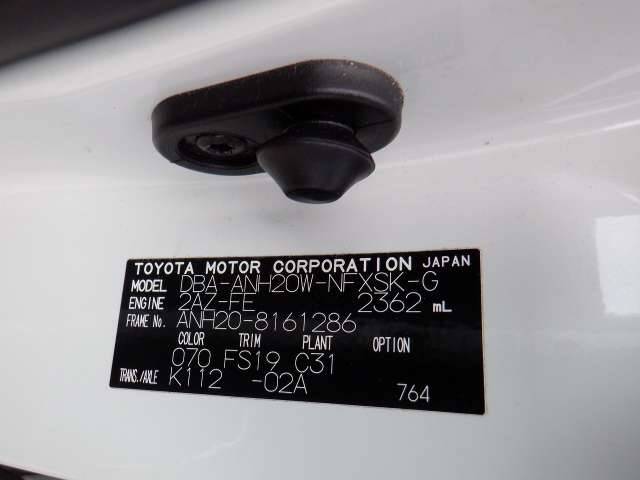 TOYOTA MOTOR CORPORATION JAPAN
MODEL DBA-ANH20W-NFXSK-G
ENGINE 2AZ-FE 2362 mL
FRAME No. ANH20-8161286
COLOR TRIM PLANT OPTION
070 FS19 C31
TRANS./AXLE K112 -02A
764